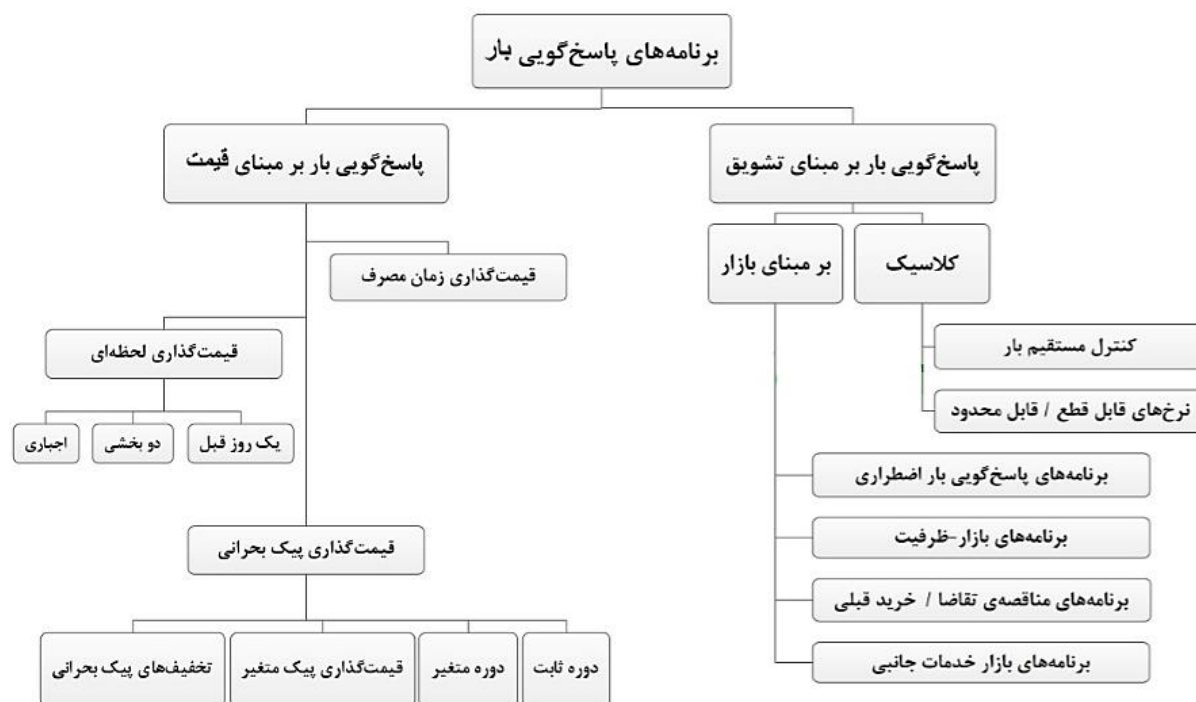 برنامه‌های پاسخ‌گویی بار
پاسخ‌گویی بار بر مبنای تشویق
پاسخ‌گویی بار بر مبنای قیمت
کلاسیک
بر مبنای بازار
قیمت‌گذاری زمان مصرف
کنترل مستقیم بار
قیمت‌گذاری لحظه‌ای
نرخ‌های قابل قطع / قابل محدود
یک روز قبل
دو بخشی
اجباری
برنامه‌های پاسخ‌گویی بار اضطراری
برنامه‌های بازار-ظرفیت
قیمت‌گذاری پیک بحرانی
برنامه‌های مناقصه‌ی تقاضا / خرید قبلی
برنامه‌های بازار خدمات جانبی
دوره ثابت
دوره متغیر
قیمت‌گذاری پیک متغیر
تخفیف‌های پیک بحرانی